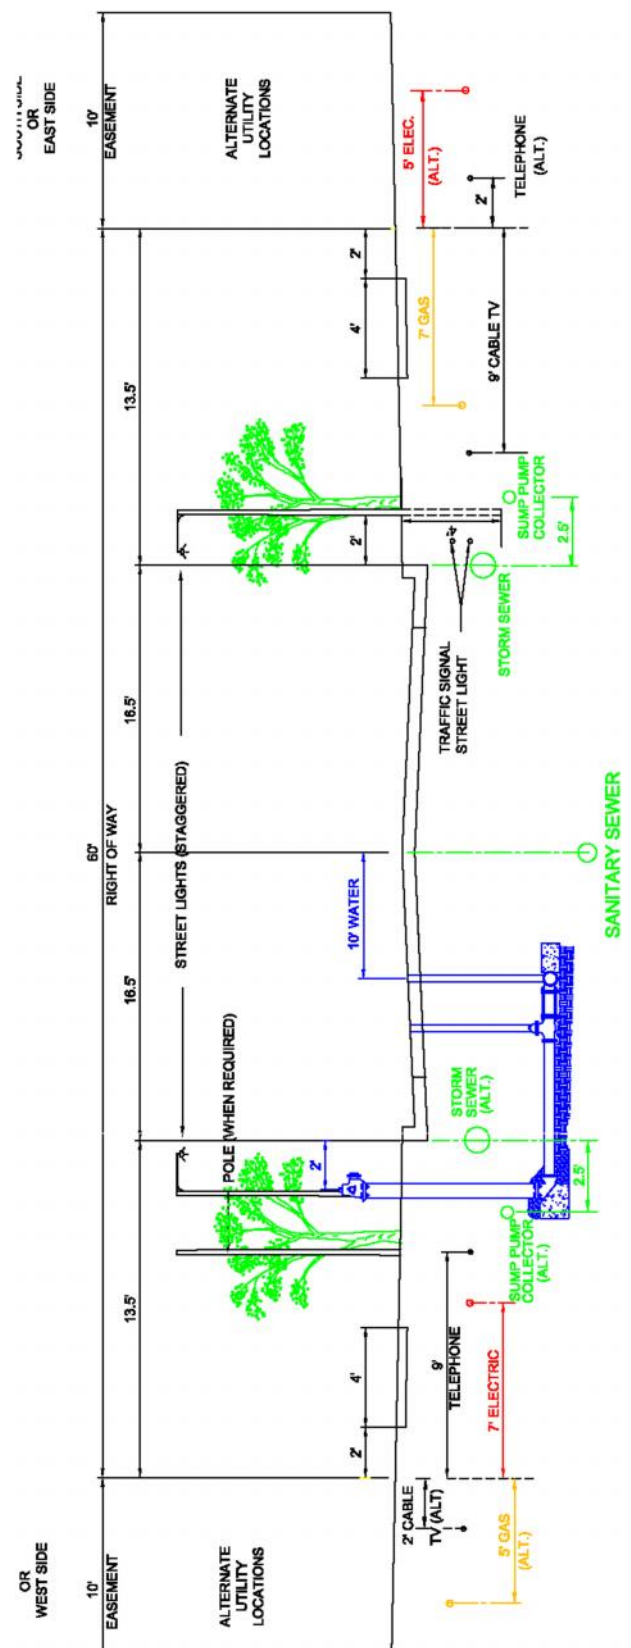 OR
WEST SIDE
OR
EAST SIDE
60'
10'
EASEMENT
RIGHT OF WAY
10'
EASEMENT
13.5'
16.5'
16.5'
13.5'
STREET LIGHTS (STAGGERED)
POLE (WHEN REQUIRED)
ALTERNATE
UTILITY
LOCATIONS
ALTERNATE
UTILITY
LOCATIONS
2'
4'
2'
10' WATER
2'
4'
2'
2' CABLE
TV (ALT)
9'
TELEPHONE
7' ELECTRIC
5' GAS
(ALT.)
STORM
SEWER
(ALT.)
SUMP PUMP
COLLECTOR
(ALT.)
2.5'
SANITARY SEWER
TRAFFIC SIGNAL
STREET LIGHT
4'
STORM SEWER
SUMP PUMP
COLLECTOR
2.5'
7' GAS
9' CABLE TV
5' ELEC.
(ALT.)
2'
TELEPHONE
(ALT.)